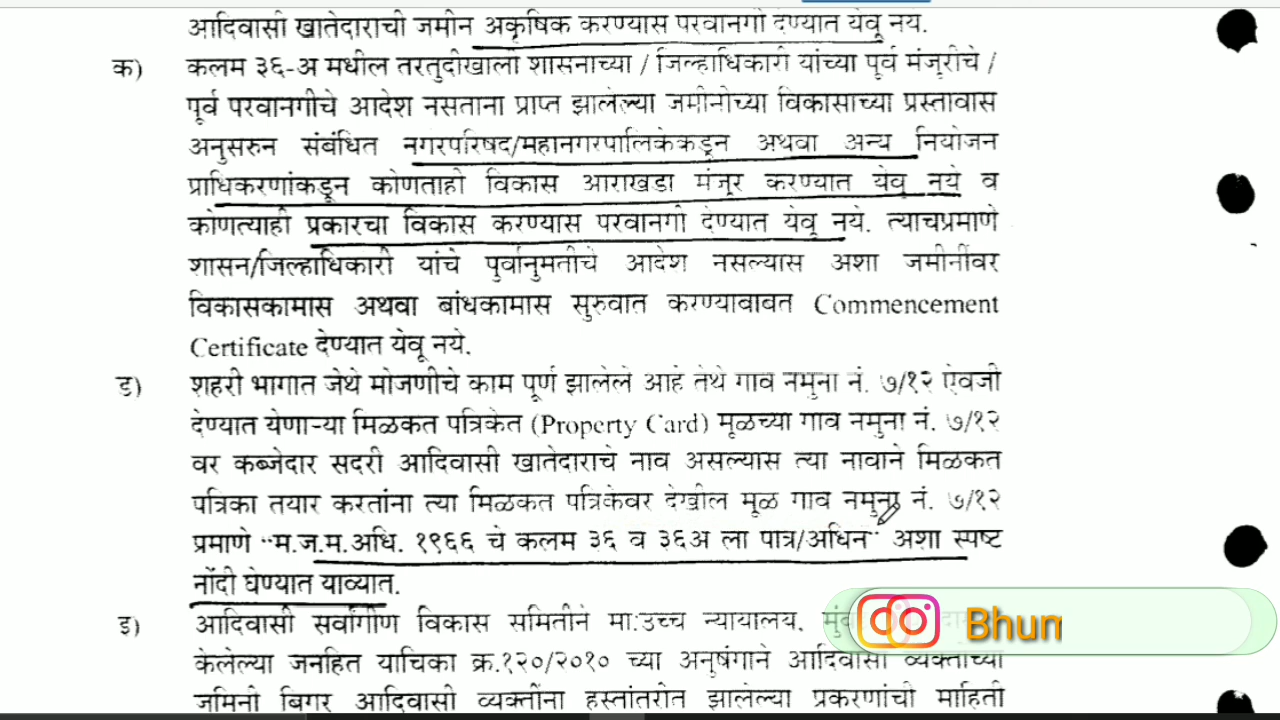 आदिवासी खातेदाराची जमीन अकृषिक करण्यास परवानगी देण्यात येवू नये.
क) कलम ३६-अ मधील तरतुदीखाली शासनाच्या / जिल्हाधिकारी यांच्या पूर्व मंजूरीचे /
पूर्व परवानगीचे आदेश नसताना प्राप्त झालेल्या जमीनीच्या विकासाच्या प्रस्तावास
अनुसरुन संबंधित नगरपरिषद/महानगरपालिकेकडून अथवा अन्य नियोजन
प्राधिकरणांकडून कोणताही विकास आराखडा मंजूर करण्यात येवू नये व
कोणत्याही प्रकारचा विकास करण्यास परवानगी देण्यात येवू नये. त्याचप्रमाणे
शासन/जिल्हाधिकारी यांचे पुर्वानुमतीचे आदेश नसल्यास अशा जमीनींवर
विकासकामास अथवा बांधकामास सुरुवात करण्याबाबत Commencement
Certificate देण्यात येवू नये.
ड) शहरी भागात जेथे मोजणीचे काम पूर्ण झालेले आहे तेथे गाव नमुना नं. ७/१२ ऐवजी
देण्यात येणाऱ्या मिळकत पत्रिकेत (Property Card) मूळच्या गाव नमुना नं. ७/१२
वर कब्जेदार सदरी आदिवासी खातेदाराचे नाव असल्यास त्या नावाने मिळकत
पत्रिका तयार करतांना त्या मिळकत पत्रिकेवर देखील मूळ गाव नमुना नं. ७/१२
प्रमाणे "म.ज.म.अधि. १९६६ चे कलम ३६ व ३६अ ला पात्र/अधिन" अशा स्पष्ट
नोंदी घेण्यात याव्यात.
इ) आदिवासी सर्वांगीण विकास समितीने मा.उच्च न्यायालय,
केलेल्या जनहित याचिका क्र.१२०/२०१० च्या अनुषंगाने आदिवासी व्यक्तींच्या
जमिनी बिगर आदिवासी व्यक्तींना हस्तांतरीत झालेल्या प्रकरणांची माहिती
Bhum